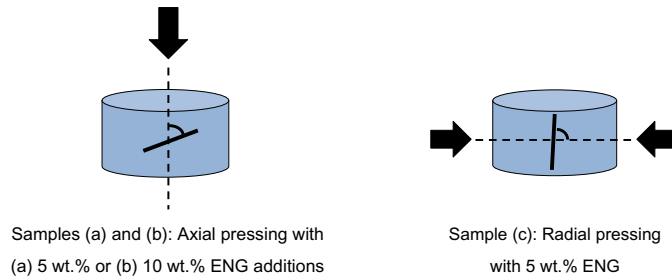 Samples (a) and (b): Axial pressing with
(a) 5 wt.% or (b) 10 wt.% ENG additions
Sample (c): Radial pressing
with 5 wt.% ENG